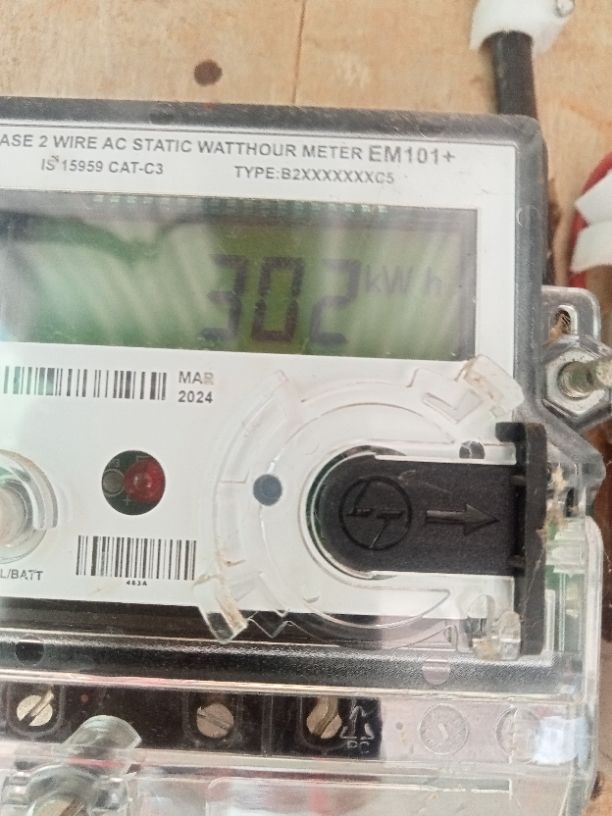 ASE 2 WIRE AC STATIC WATTHOUR METER EM101+
IS 15959 CAT-C3 TYPE:B2XXXXXXXC5
302 kWh
MAR
2024
L/BATT
463A
PC